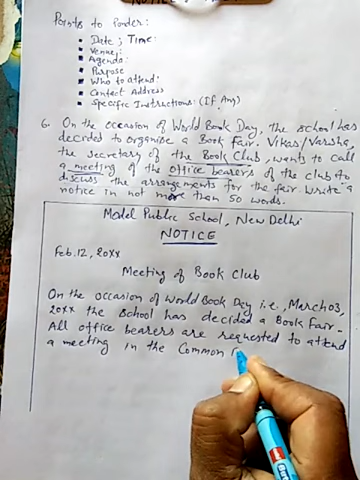 NOTICE
Points to Ponder:
Date; Time:
Venue:
Agenda:
Purpose
Who to attend:
Contact Address
Specific Instructions: (If Any)
6. On the occasion of World Book Day, the school has
decided to organise a Book fair. Vikas/Varsha,
the secretary of the Book Club, wants to call
a meeting of the office bearers of the club to
discuss the arrangements for the fair. Write a
notice in not more than 50 words.
Model Public School, New Delhi
NOTICE
Feb. 12, 20XX
Meeting of Book Club
On the occasion of World Book Day i.e., March 03,
20XX the School has decided a Book Fair.
All office bearers are requested to attend
a meeting in the Common